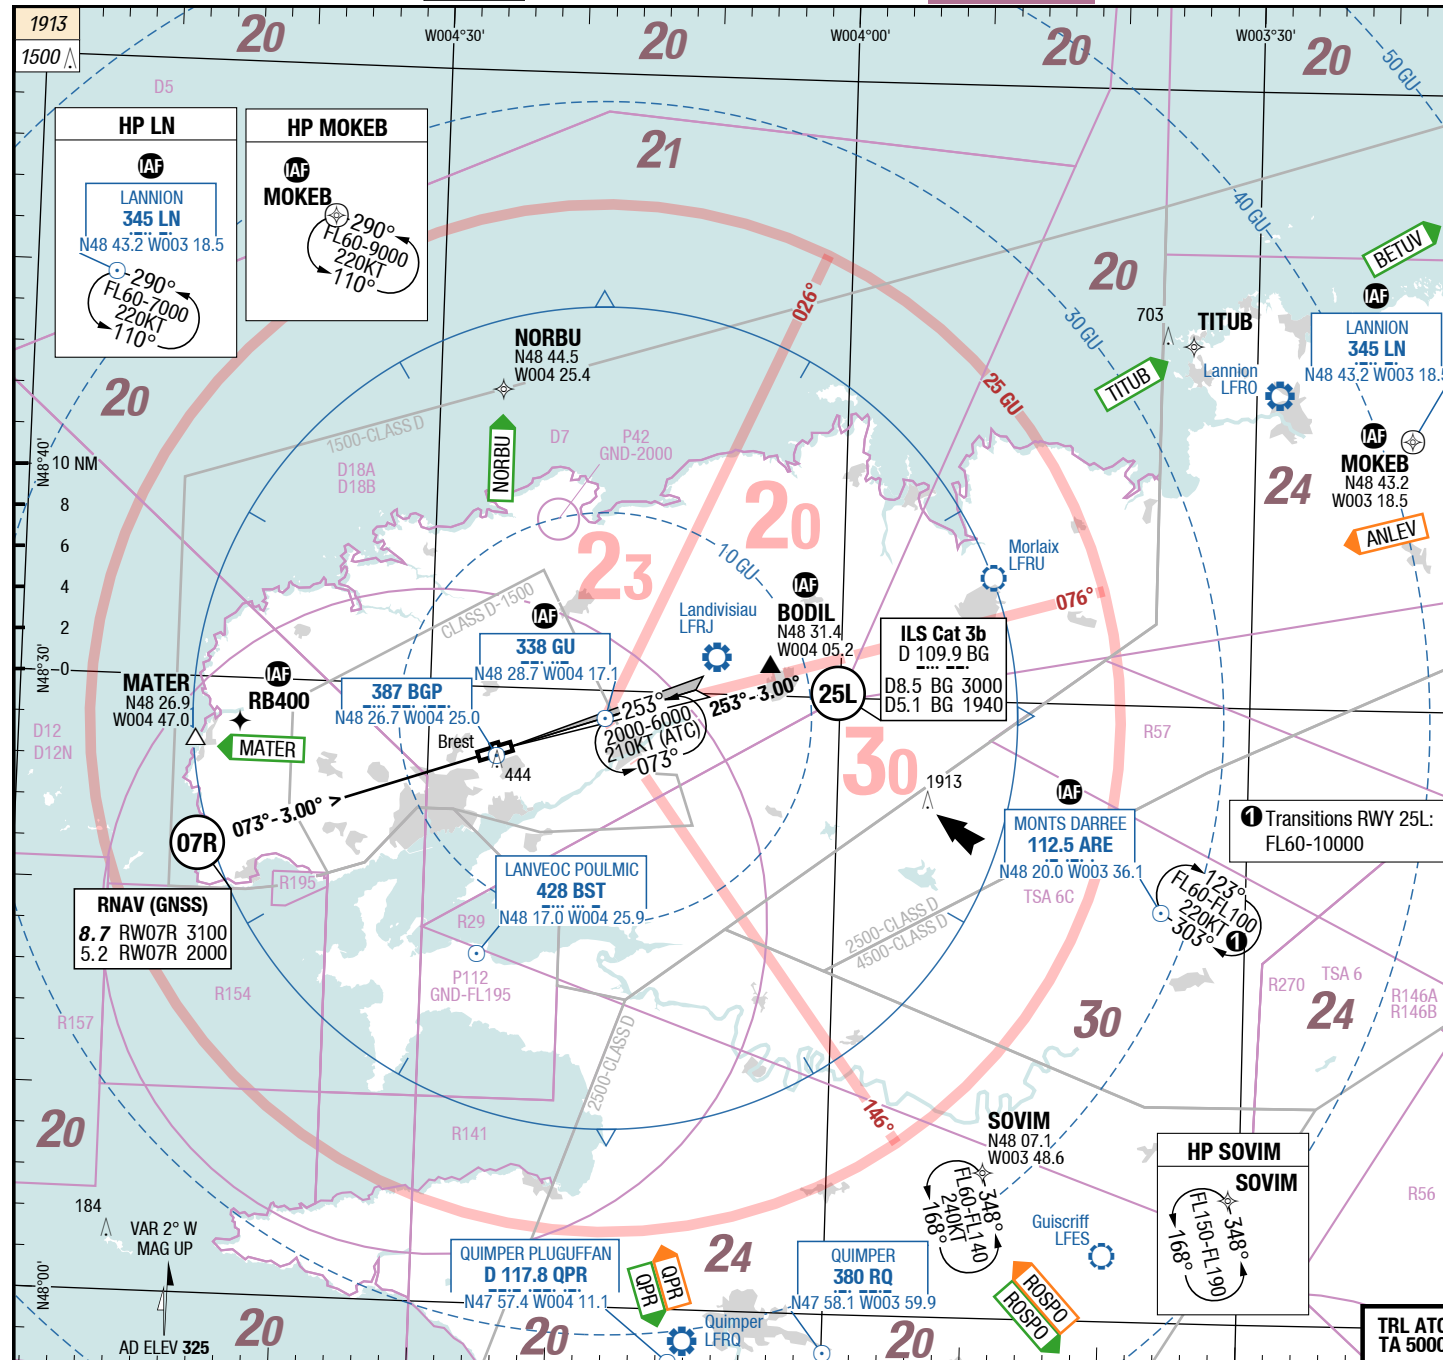 1913
1500
20
W004°30'
20
W004°00'
20
W003°30'
20
50 GU
D5
HP LN
IAF
LANNION
345 LN
N48 43.2 W003 18.5
290°
FL60-7000
220KT
110°
HP MOKEB
IAF
MOKEB
290°
FL60-9000
220KT
110°
21
40 GU
BETUV
20
026°
30 GU
IAF
LANNION
345 LN
N48 43.2 W003 18.5
703
TITUB
TITUB
Lannion
LFRO
NORBU
N48 44.5
W004 25.4
25 GU
20
1500-CLASS D
NORBU
D7
P42
GND-2000
D18A
D18B
N48°40'
10 NM
8
6
4
2
0
N48°30'
IAF
MOKEB
N48 43.2
W003 18.5
24
ANLEV
20
23
10 GU
Morlaix
LFRU
076°
CLASS D-1500
IAF
338 GU
N48 28.7 W004 17.1
Landivisiau
LFRJ
IAF
BODIL
N48 31.4
W004 05.2
ILS Cat 3b
D 109.9 BG
D8.5 BG 3000
D5.1 BG 1940
25L
253°-3.00°
253°
2000-6000
210KT (ATC)
073°
MATER
N48 26.9
W004 47.0
IAF
RB400
387 BGP
N48 26.7 W004 25.0
MATER
Brest
444
D12
D12N
R57
30
1913
073°-3.00° >
07R
IAF
MONTS DARREE
112.5 ARE
N48 20.0 W003 36.1
1 Transitions RWY 25L:
FL60-10000
123°
FL60-FL100
220KT
303°
1
TSA 6C
LANVEOC POULMIC
428 BST
N48 17.0 W004 25.9
R195
RNAV (GNSS)
8.7 RW07R 3100
5.2 RW07R 2000
R29
2500-CLASS D
4500-CLASS D
P112
GND-FL195
R154
R157
R270
TSA 6
24
R146A
R146B
30
2500-CLASS D
20
R141
146°
SOVIM
N48 07.1
W003 48.6
348°
FL60-FL140
240KT
168°
HP SOVIM
SOVIM
348°
FL150-FL190
168°
R56
184
VAR 2° W
MAG UP
N48°00'
AD ELEV 325
20
QUIMPER PLUGUFFAN
D 117.8 QPR
N47 57.4 W004 11.1
QPR
QPR
24
QUIMPER
380 RQ
N47 58.1 W003 59.9
Guiscriff
LFES
ROSPO
ROSPO
20
Quimper
LFRQ
20
TRL ATC
TA 5000